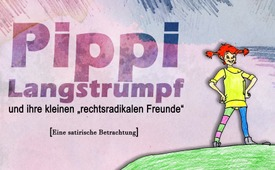 Pippi
Langstrumpf
und ihre kleinen „rechtsradikalen Freunde“
[Eine satirische Betrachtung]